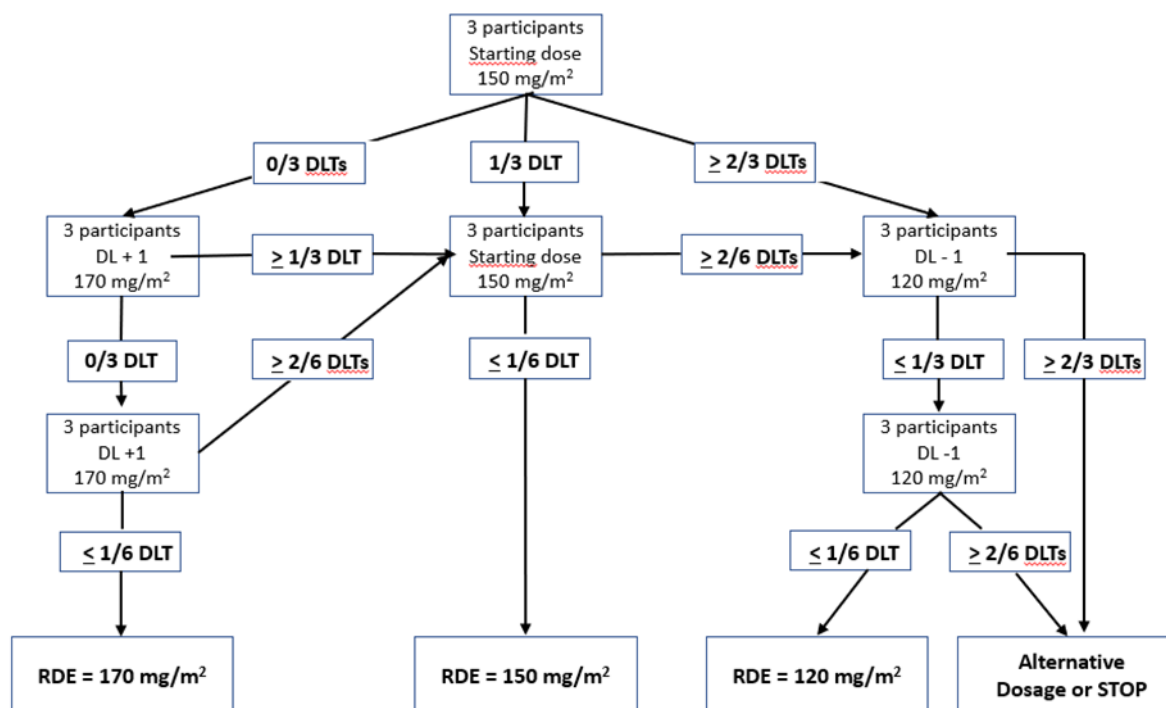 3 participants
Starting dose
150 mg/m²
0/3 DLTs
1/3 DLT
≥ 2/3 DLTs
3 participants
DL + 1
170 mg/m²
≥ 1/3 DLT
3 participants
Starting dose
150 mg/m²
≥ 2/6 DLTs
3 participants
DL - 1
120 mg/m²
0/3 DLT
≥ 2/6 DLTs
≤ 1/6 DLT
≤ 1/3 DLT
≥ 2/3 DLTs
3 participants
DL +1
170 mg/m²
3 participants
DL -1
120 mg/m²
≤ 1/6 DLT
≤ 1/6 DLT
≥ 2/6 DLTs
RDE = 170 mg/m²
RDE = 150 mg/m²
RDE = 120 mg/m²
Alternative
Dosage or STOP